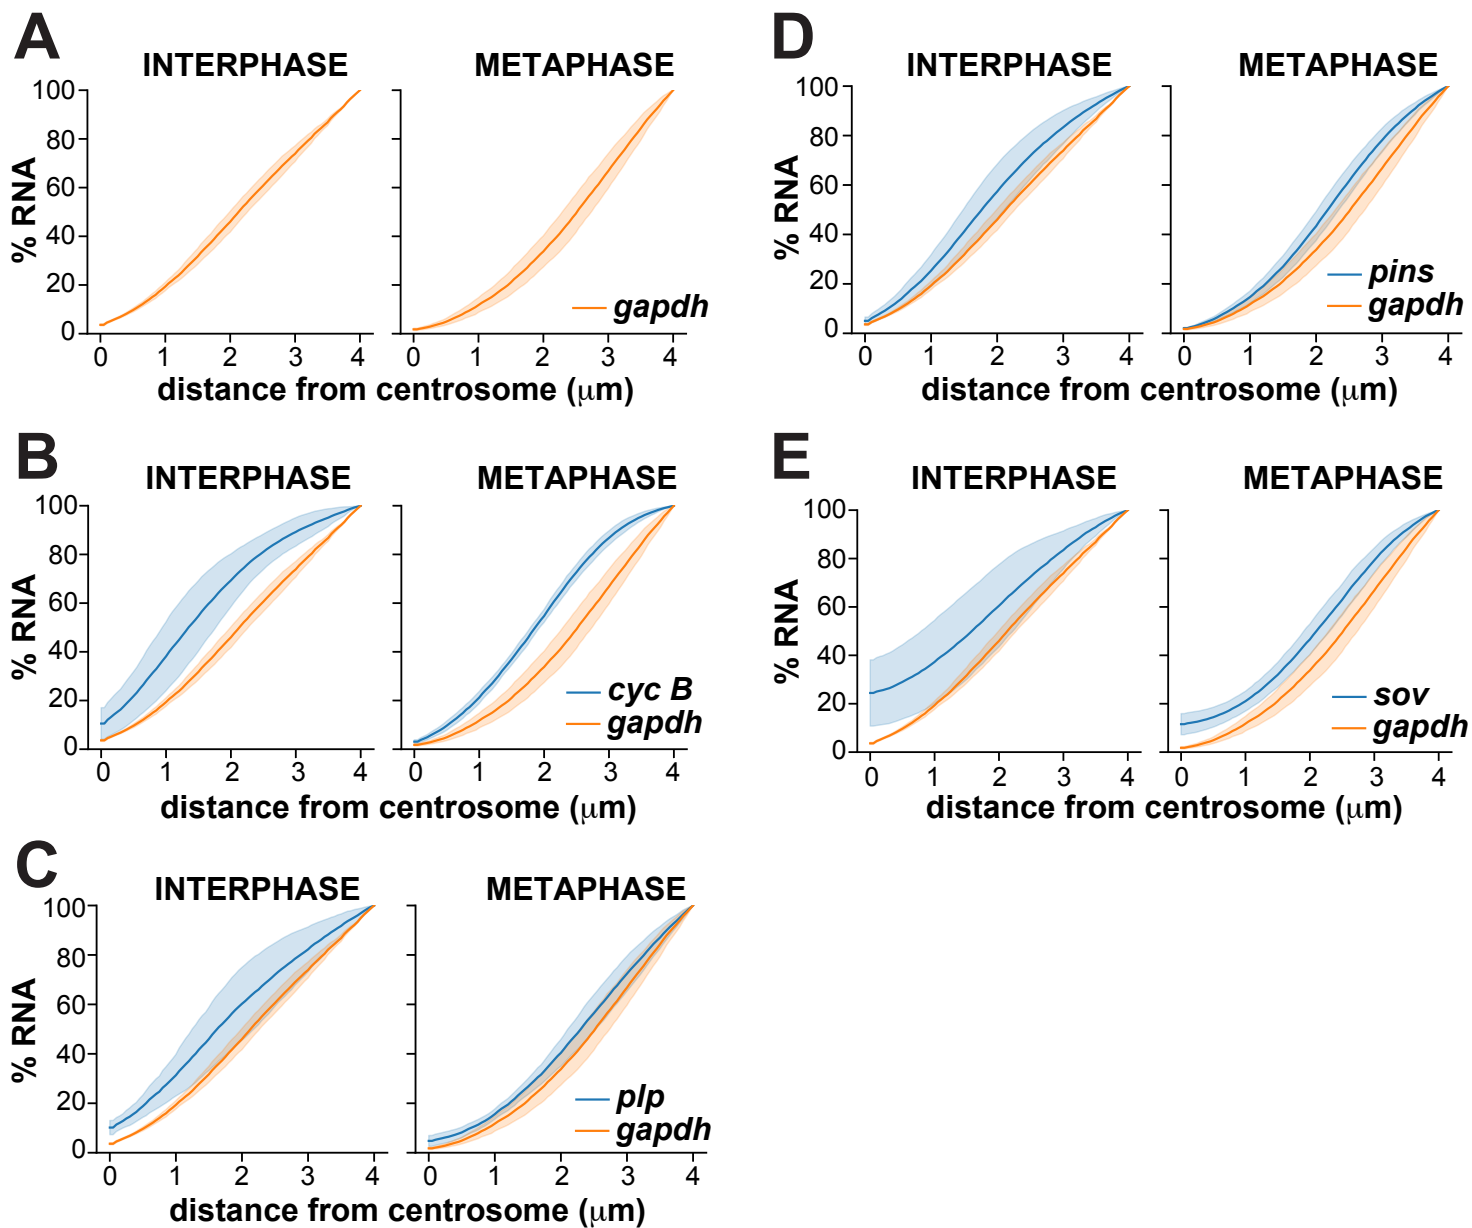 A
INTERPHASE METAPHASE
% RNA
100
80
60
40
20
0
gapdh
0 1 2 3 4 0 1 2 3 4
distance from centrosome (μm)
B
INTERPHASE METAPHASE
% RNA
100
80
60
40
20
0
cyc B
gapdh
0 1 2 3 4 0 1 2 3 4
distance from centrosome (μm)
C
INTERPHASE METAPHASE
% RNA
100
80
60
40
20
0
plp
gapdh
0 1 2 3 4 0 1 2 3 4
distance from centrosome (μm)
D
INTERPHASE METAPHASE
% RNA
100
80
60
40
20
0
pins
gapdh
0 1 2 3 4 0 1 2 3 4
distance from centrosome (μm)
E
INTERPHASE METAPHASE
% RNA
100
80
60
40
20
0
sov
gapdh
0 1 2 3 4 0 1 2 3 4
distance from centrosome (μm)